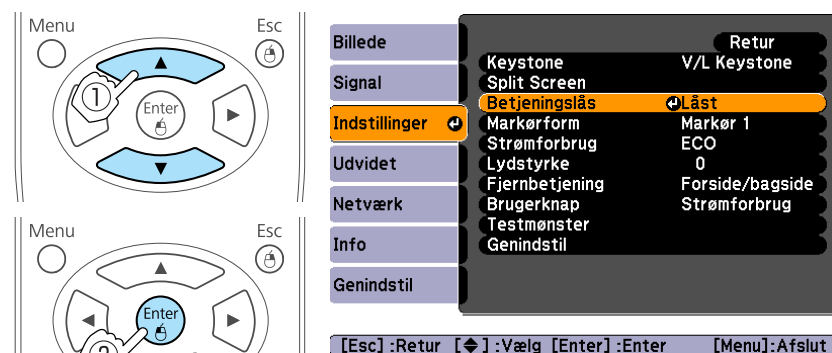 Menu
Esc
1
Enter
Menu
Esc
Enter
2
Billede
Signal
Indstillinger
Udvidet
Netværk
Info
Genindstil
Retur
Keystone V/L Keystone
Split Screen
Betjeningslås Låst
Markørform Markør 1
Strømforbrug ECO
Lydstyrke 0
Fjernbetjening Forside/bagside
Brugerknap Strømforbrug
Testmønster
Genindstil
[Esc] :Retur [◆] :Vælg [Enter] :Enter [Menu]:Afslut